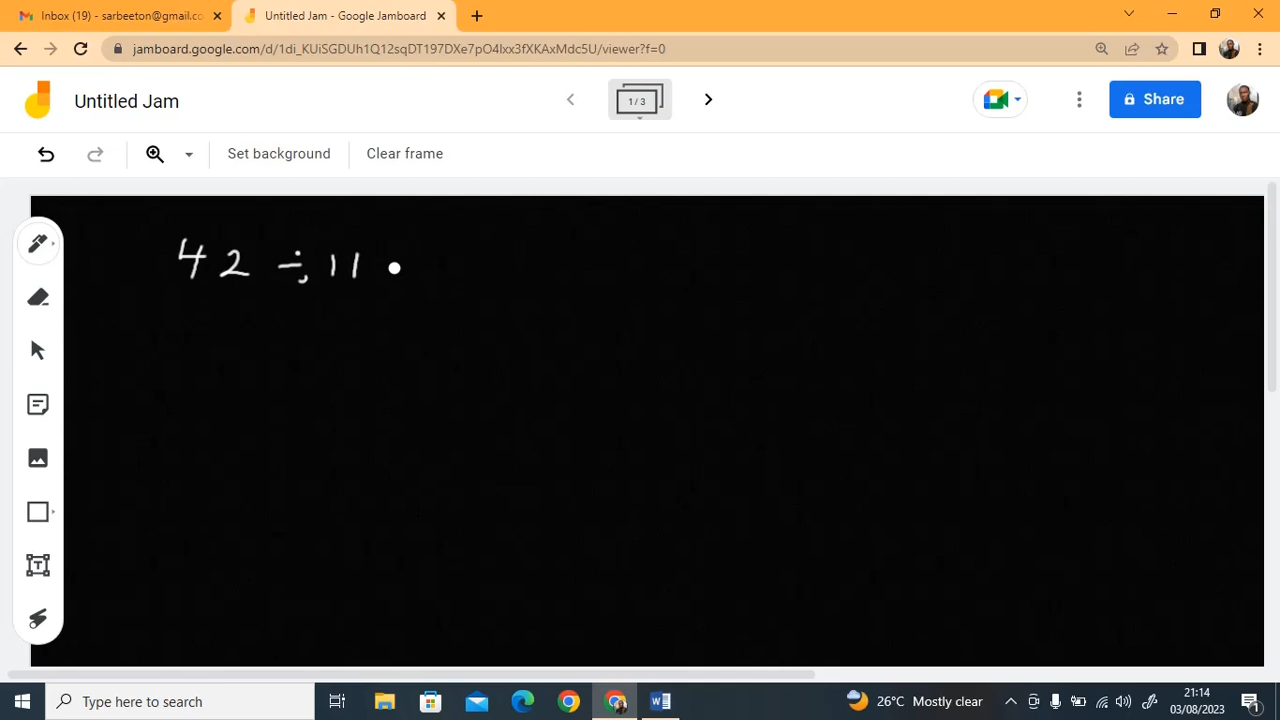 Inbox (19) - sarbeeton@gmail.co
Untitled Jam - Google Jamboard
jamboard.google.com/d/1di_KUiSGDUh1Q12sqDT197DXe7pO4lxx3fXKAxMdc5U/viewer?f=0
Untitled Jam
1 / 3
Share
Set background
Clear frame
42 ÷ 11
Type here to search
26°C Mostly clear
21:14
03/08/2023
1